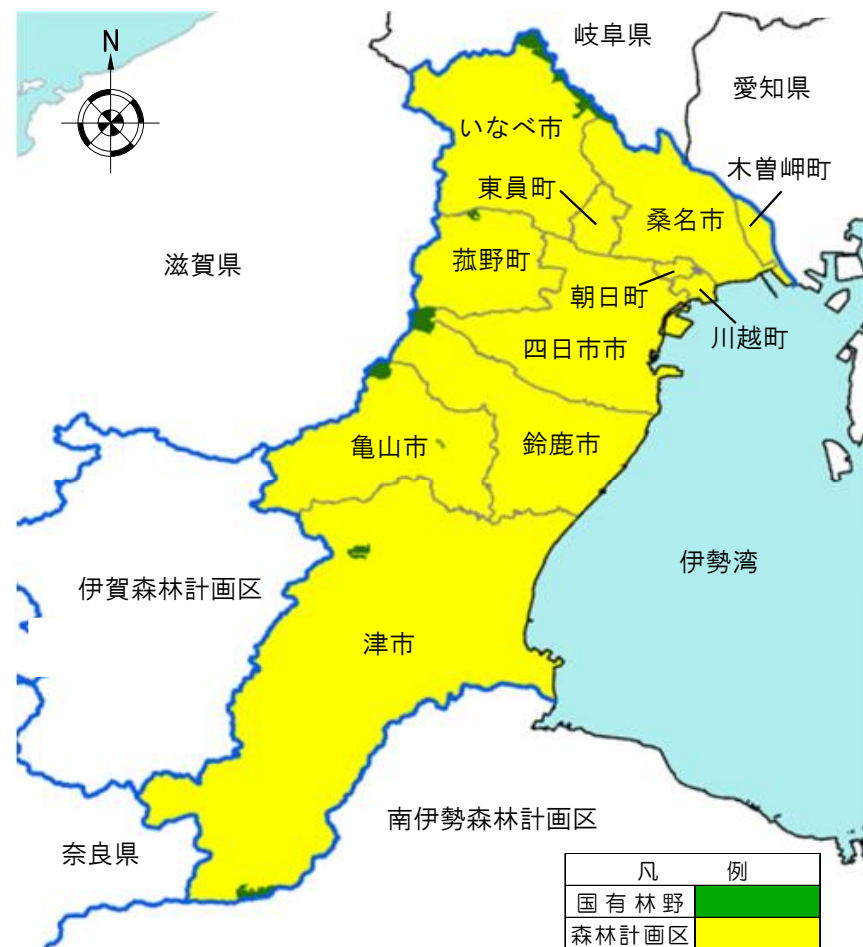 岐阜県
N
愛知県
いなべ市
木曽岬町
東員町
桑名市
滋賀県
菰野町
朝日町
川越町
四日市市
亀山市
鈴鹿市
伊勢湾
伊賀森林計画区
津市
南伊勢森林計画区
奈良県
凡 例
国有林野
森林計画区